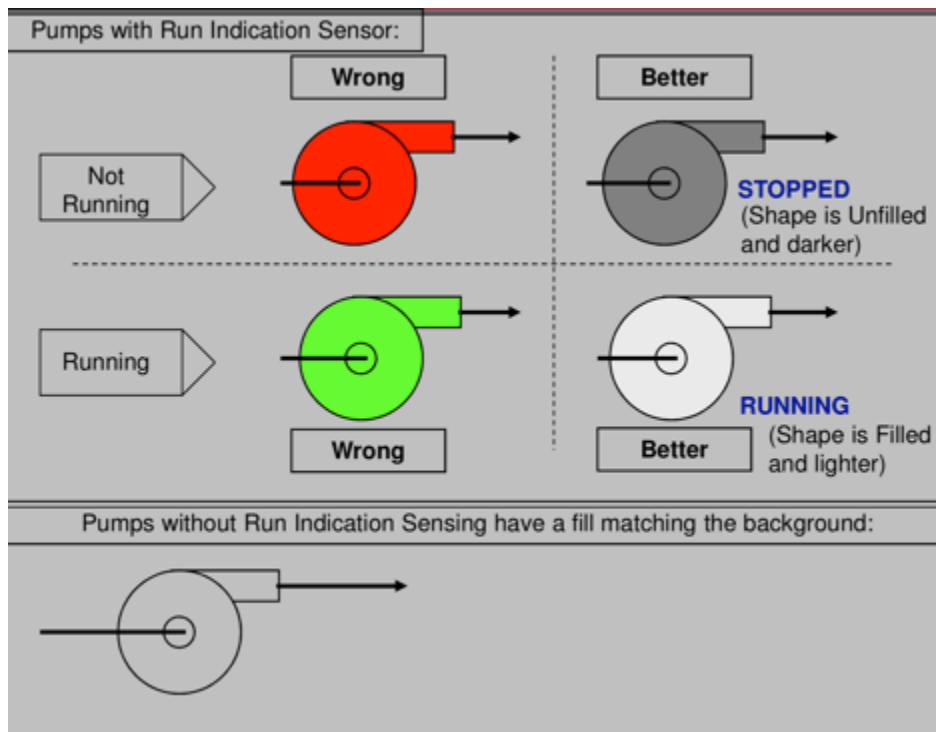 Pumps with Run Indication Sensor:
Wrong
Better
Not
Running
STOPPED
(Shape is Unfilled
and darker)
Running
RUNNING
(Shape is Filled
and lighter)
Wrong
Better
Pumps without Run Indication Sensing have a fill matching the background: